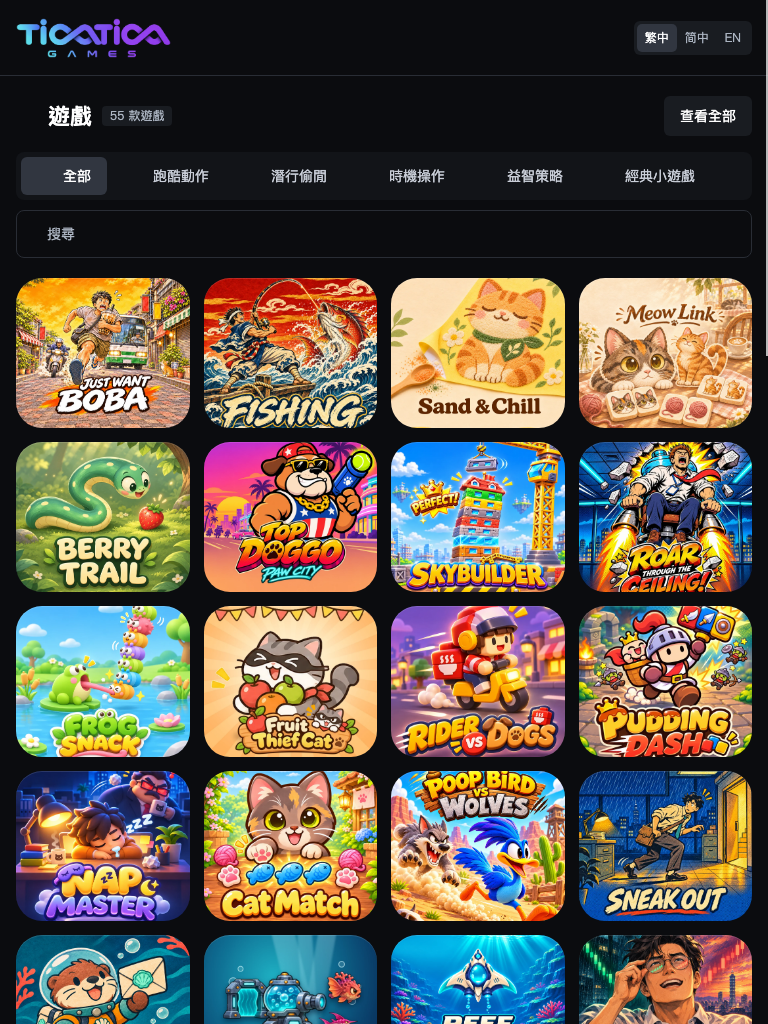 TICATICA
GAMES
繁中 简中 EN
遊戲 55 款遊戲
查看全部
全部 跑酷動作 潛行偷閒 時機操作 益智策略 經典小遊戲
搜尋
JUST WANT
BOBA
FISHING
Sand & Chill
Meow Link
BERRY
TRAIL
TOP
DOGGO
PAW CITY
PERFECT!
SKYBUILDER
ROAR
THROUGH THE
CEILING!
FROG
SNACK
Fruit
Thief Cat
RIDER
VS DOGS
PUDDING
DASH
ZZZ
NAP
MASTER
Cat Match
POOP BIRD
VS
WOLVES
SNEAK OUT
REEF